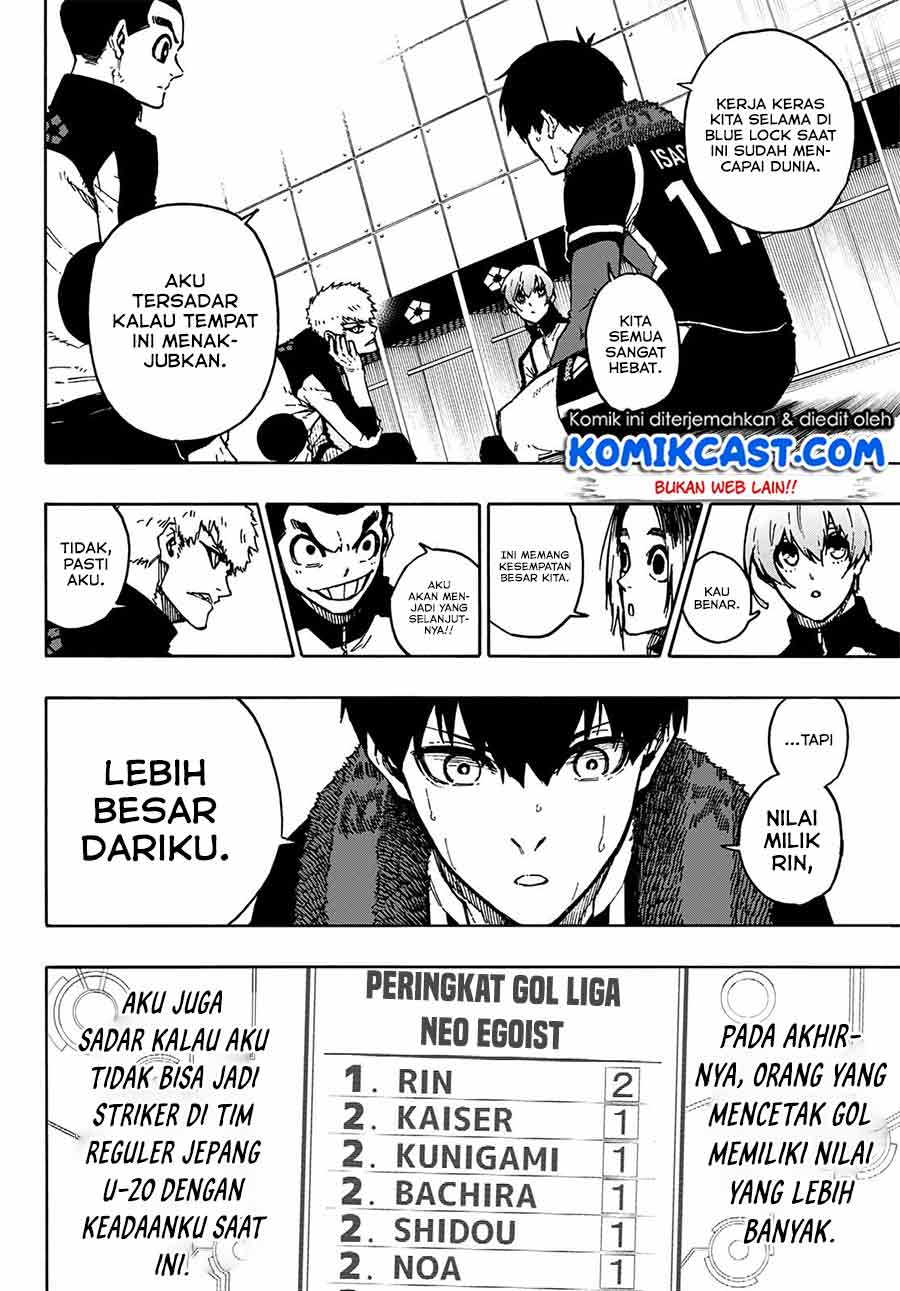 KERJA KERAS
KITA SELAMA DI
BLUE LOCK SAAT
INI SUDAH MEN-
CAPAI DUNIA.
2301
ISAG
11
AKU
TERSADAR
KALAU TEMPAT
INI MENAK-
JUBKAN.
KITA
SEMUA
SANGAT
HEBAT.
Komik ini diterjemahkan & diedit oleh
KOMIKCAST.COM
BUKAN WEB LAIN!!
KAU
BENAR.
INI MEMANG
KESEMPATAN
BESAR KITA.
AKU
AKAN MEN-
JADI YANG
SELANJUT-
NYA!!
TIDAK,
PASTI
AKU.
...TAPI
NILAI
MILIK
RIN,
LEBIH
BESAR
DARIKU.
PADA AKHIR-
NYA, ORANG YANG
MENCETAK GOL
MEMILIKI NILAI
YANG LEBIH
BANYAK.
PERINGKAT GOL LIGA
NEO EGOIST
1. RIN 2
2. KAISER 1
2. KUNIGAMI 1
2. BACHIRA 1
2. SHIDOU 1
2. NOA 1
AKU JUGA
SADAR KALAU AKU
TIDAK BISA JADI
STRIKER DI TIM
REGULER JEPANG
U-20 DENGAN
KEADAANKU SAAT
INI.